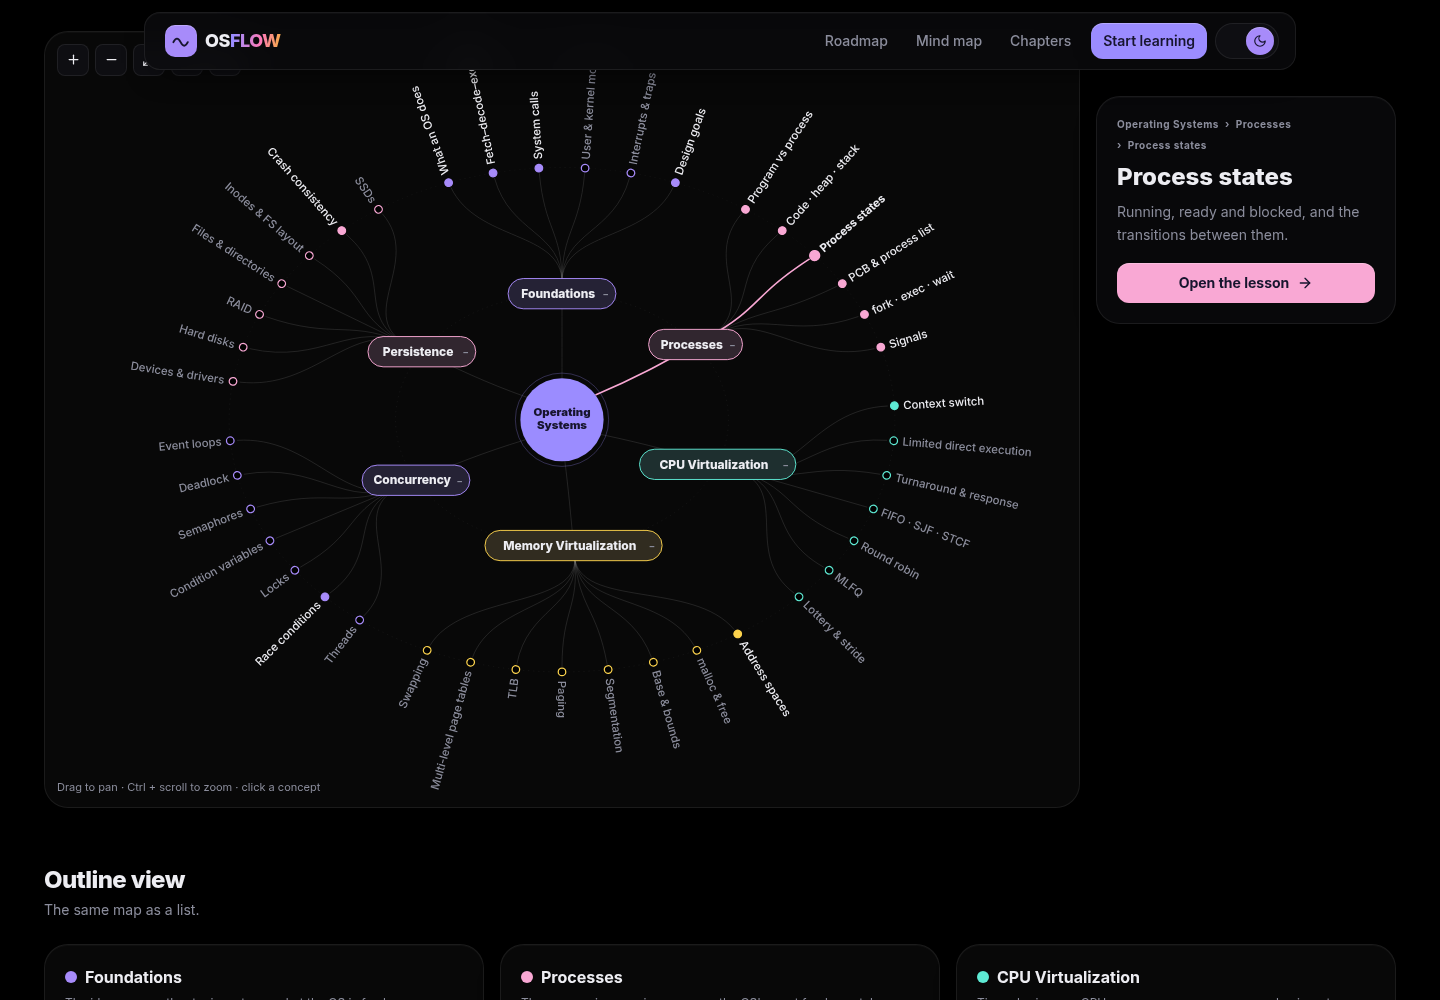 OSFLOW
Roadmap
Mind map
Chapters
Start learning
What an OS does
System calls
User & kernel
Interrupts & traps
Design goals
Program vs process
Code · heap · stack
Process states
PCB & process list
fork · exec · wait
Signals
Crash consistency
SSDs
Inodes & FS layout
Files & directories
RAID
Hard disks
Devices & drivers
Foundations
Processes
Persistence
Operating
Systems
Context switch
Limited direct execution
Turnaround & response
FIFO · SJF · STCF
Round robin
MLFQ
Lottery & stride
CPU Virtualization
Event loops
Deadlock
Semaphores
Condition variables
Locks
Race conditions
Threads
Concurrency
Memory Virtualization
Swapping
Multi-level page tables
TLB
Paging
Segmentation
Base & bounds
malloc & free
Address spaces
Drag to pan · Ctrl + scroll to zoom · click a concept
Operating Systems › Processes
› Process states
Process states
Running, ready and blocked, and the
transitions between them.
Open the lesson →
Outline view
The same map as a list.
Foundations
Processes
CPU Virtualization